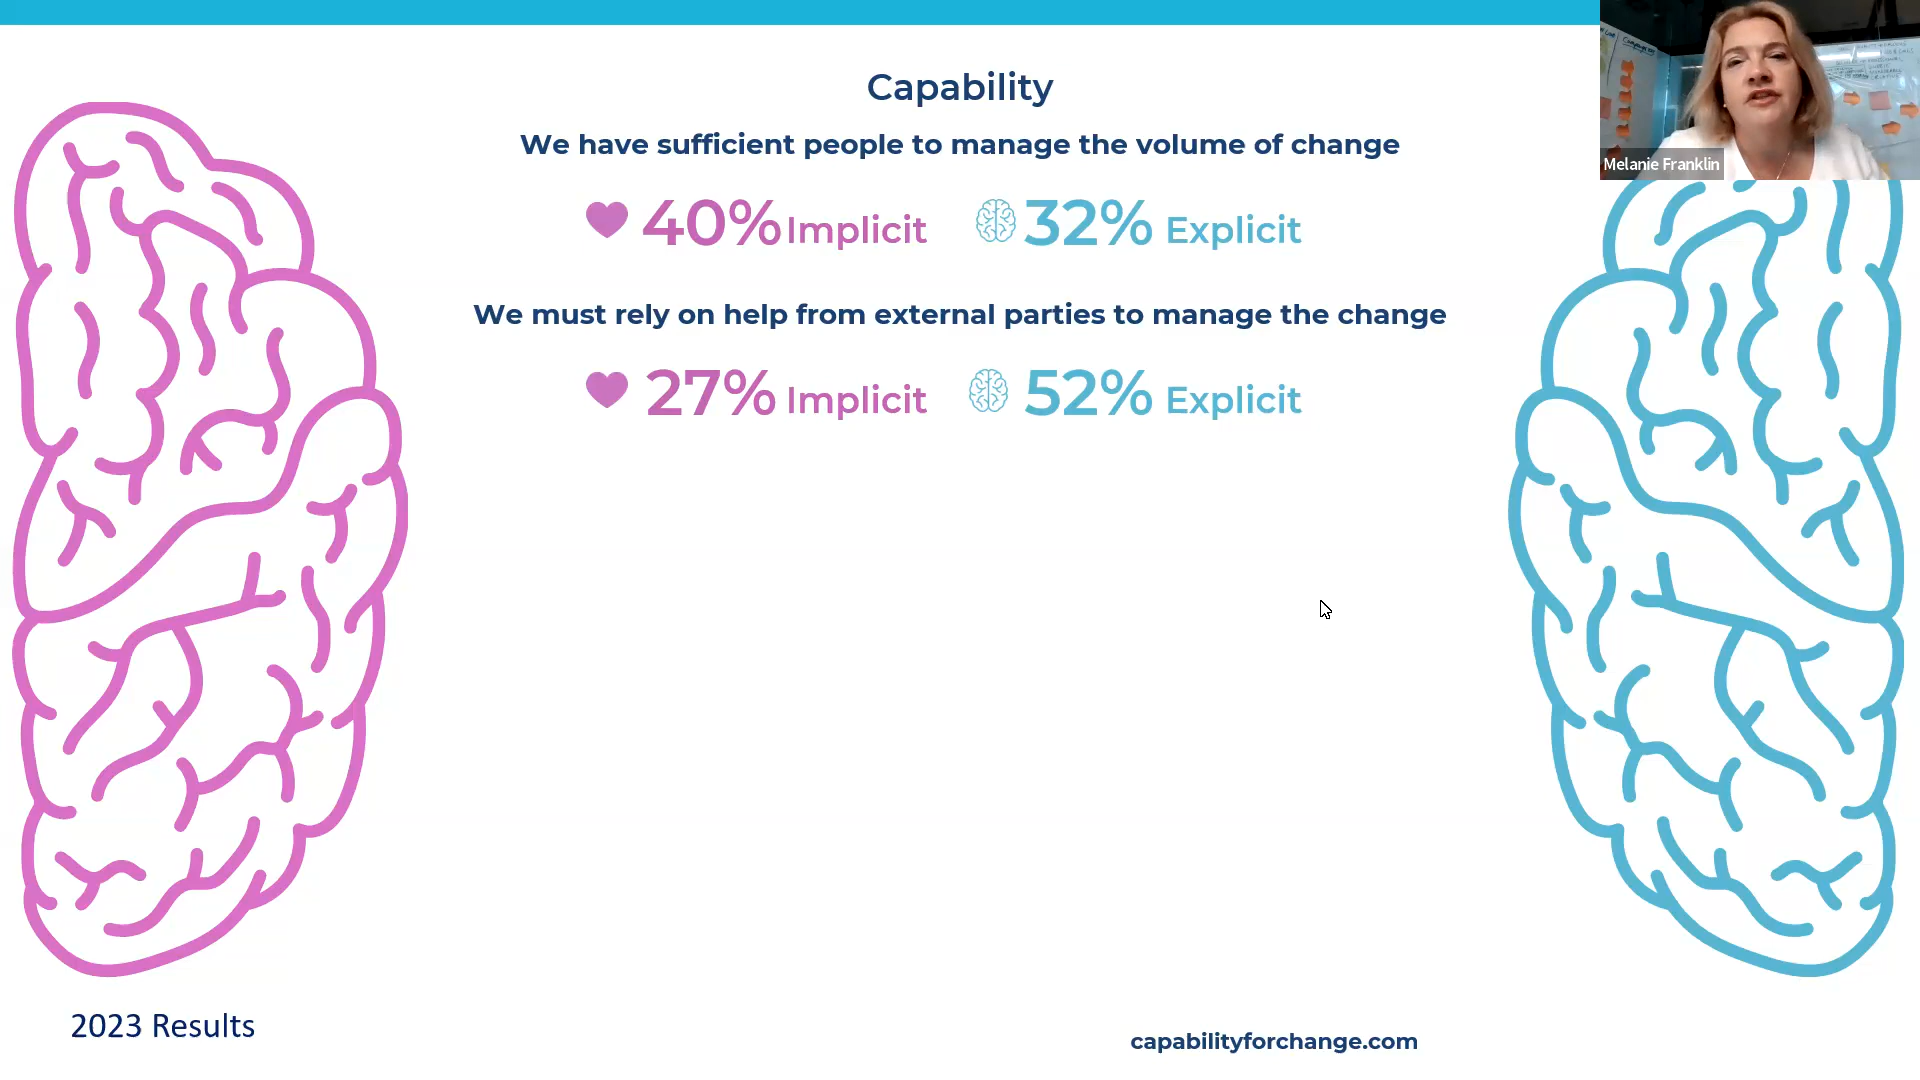 Capability
We have sufficient people to manage the volume of change
40% Implicit 32% Explicit
We must rely on help from external parties to manage the change
27% Implicit 52% Explicit
Melanie Franklin
2023 Results
capabilityforchange.com